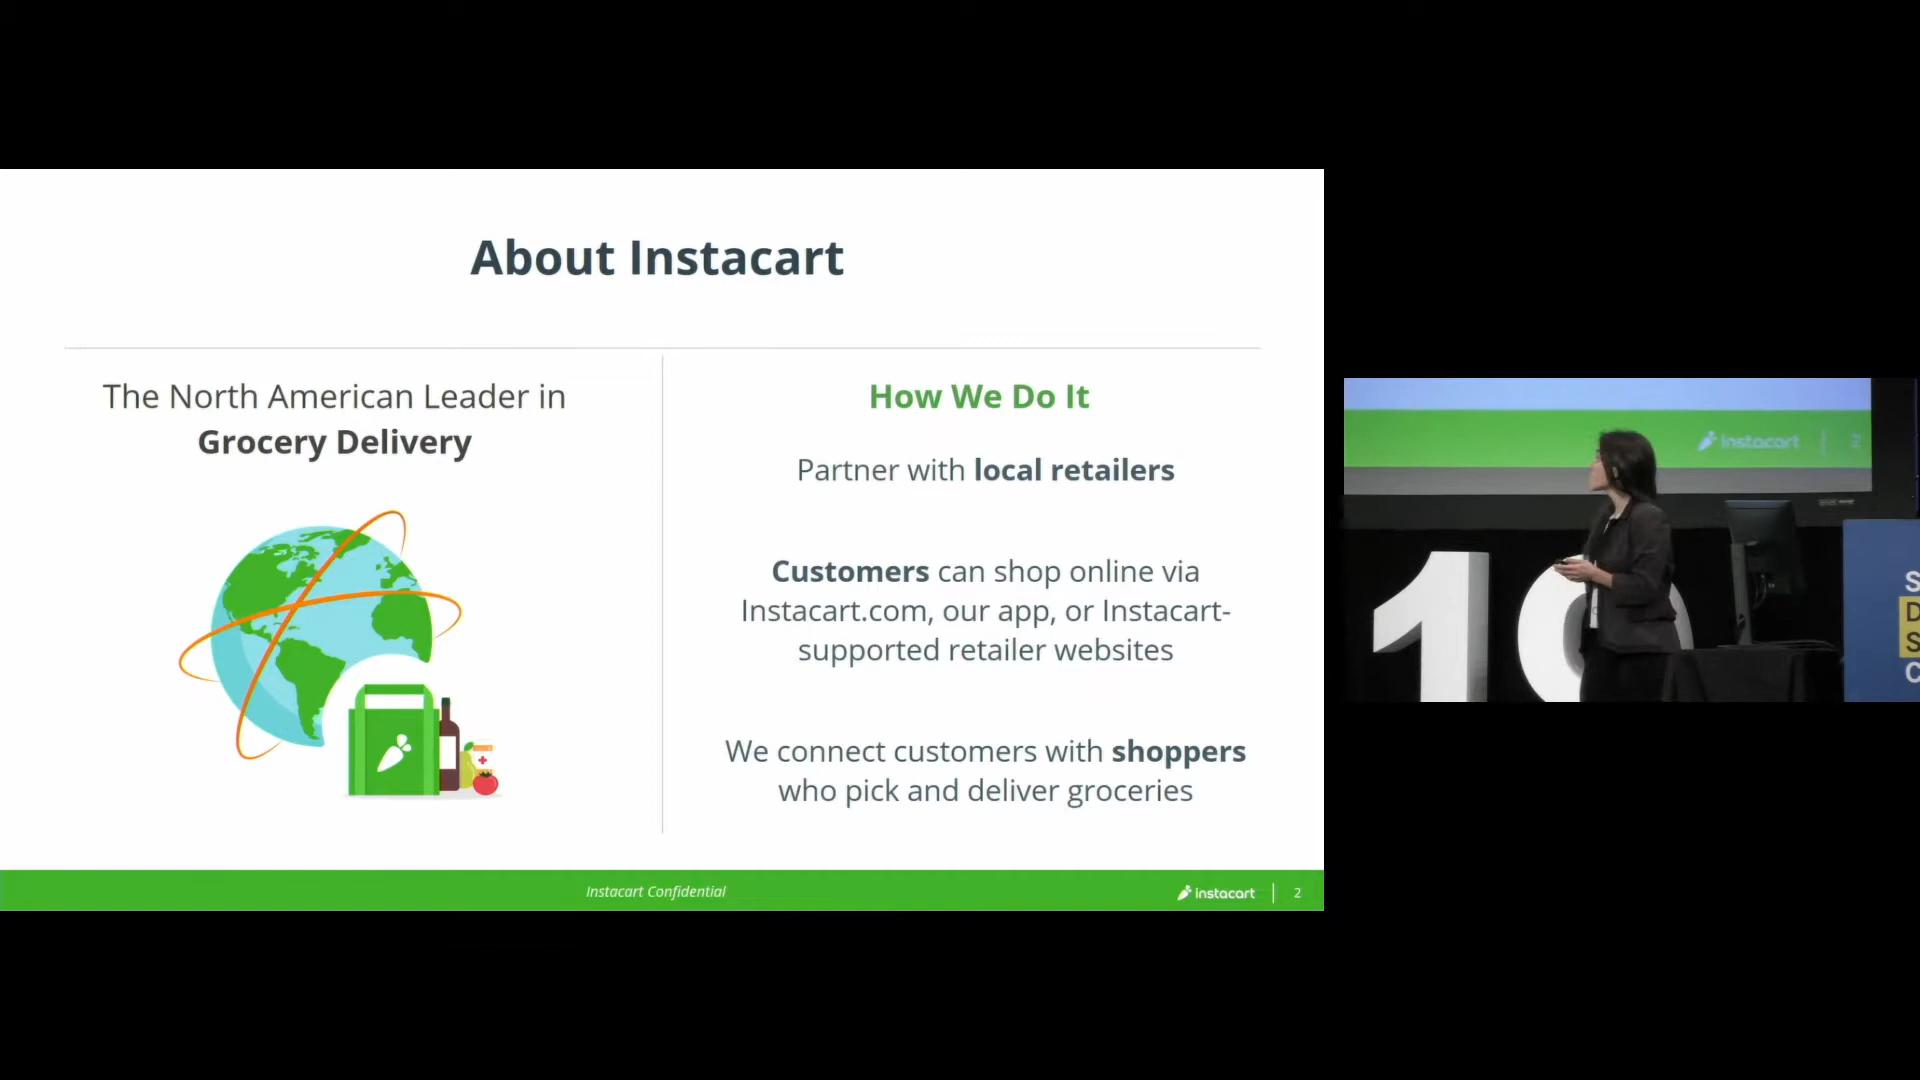 About Instacart
The North American Leader in
Grocery Delivery
How We Do It
Partner with local retailers
Customers can shop online via
Instacart.com, our app, or Instacart-
supported retailer websites
We connect customers with shoppers
who pick and deliver groceries
Instacart Confidential
instacart
2
instacart
10
S
D
S
C